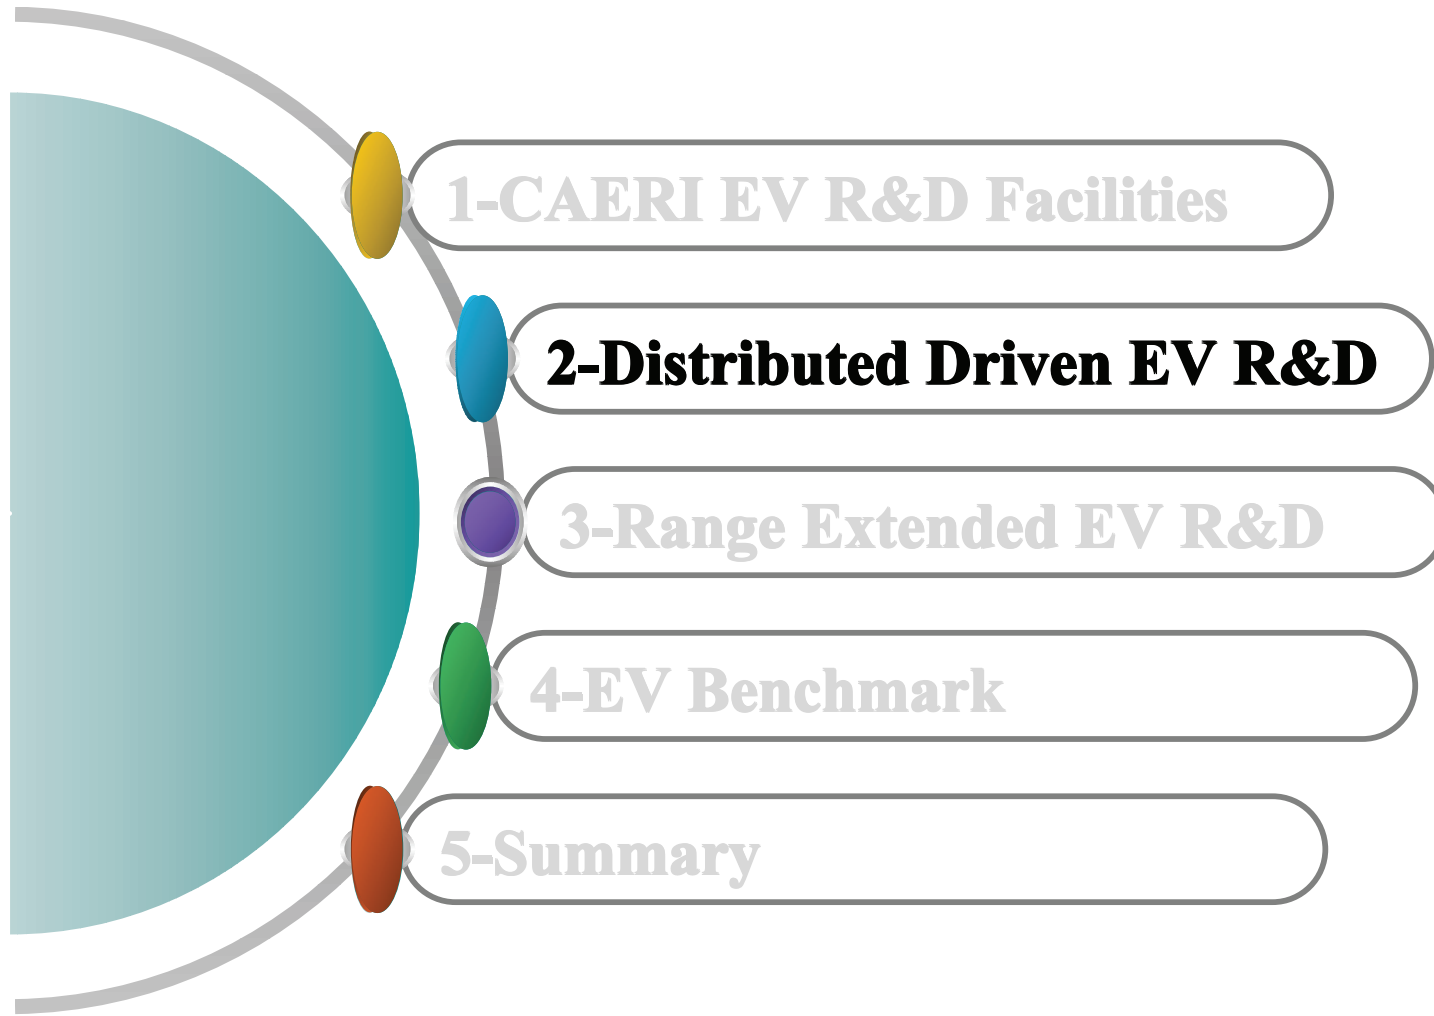 1-CAERI EV R&D Facilities
2-Distributed Driven EV R&D
3-Range Extended EV R&D
4-EV Benchmark
5-Summary